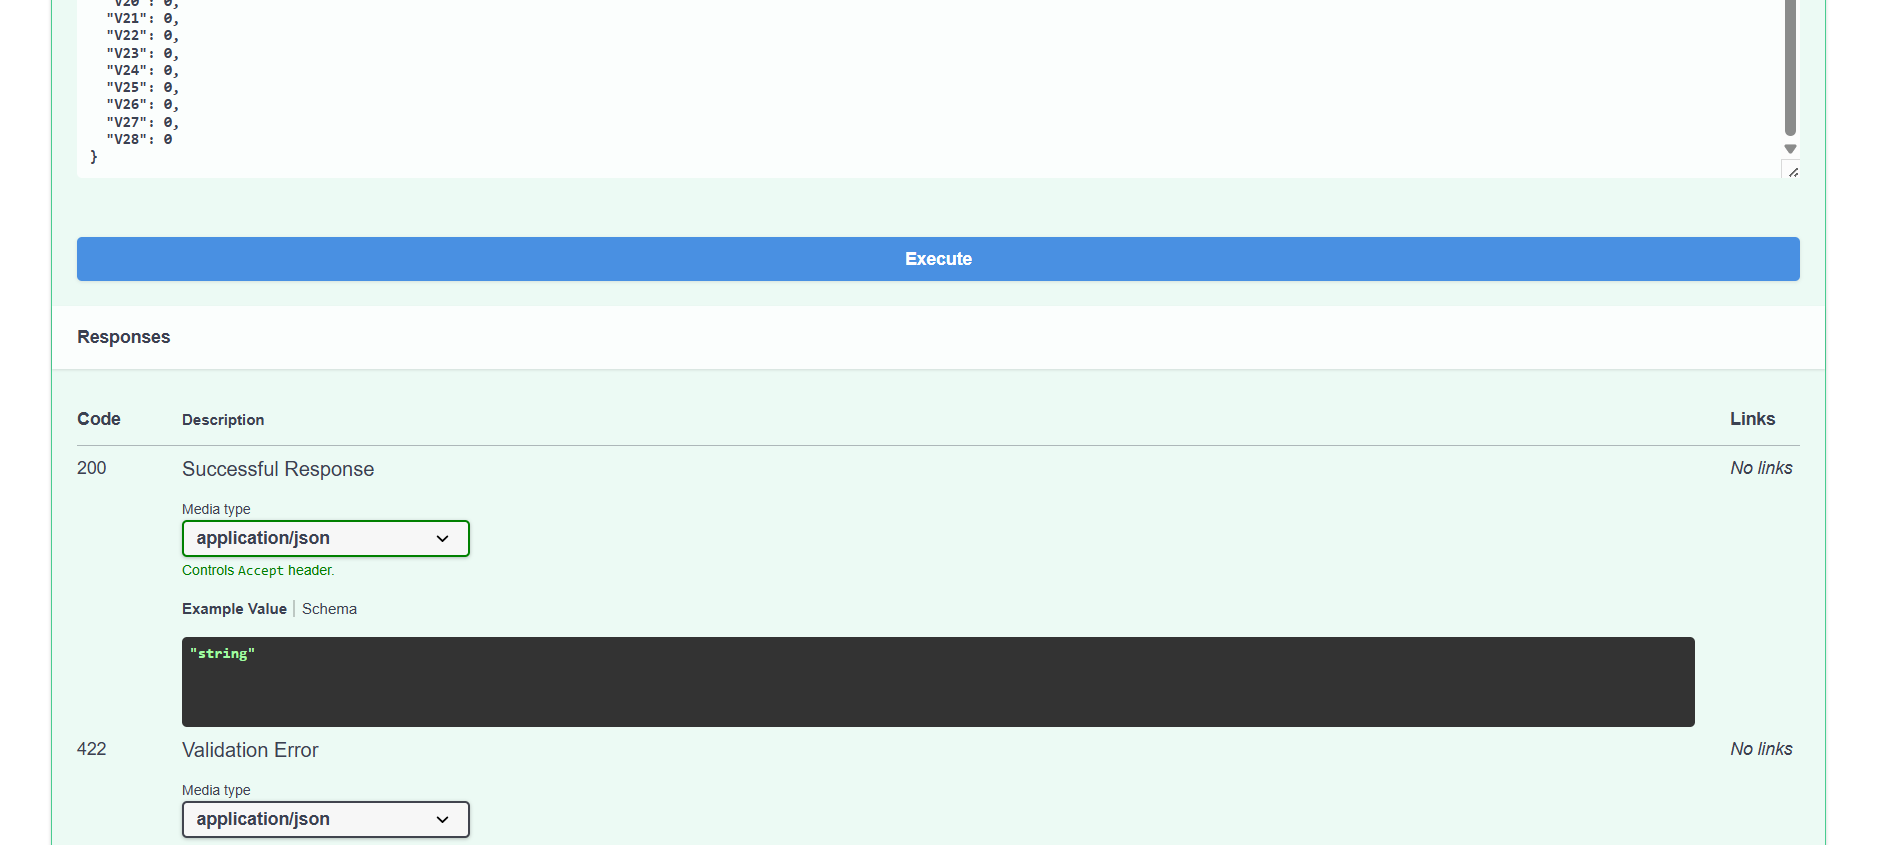 "V20": 0,
"V21": 0,
"V22": 0,
"V23": 0,
"V24": 0,
"V25": 0,
"V26": 0,
"V27": 0,
"V28": 0
}
Execute
Responses
Code Description Links
200 Successful Response No links
Media type
application/json
Controls Accept header.
Example Value Schema
"string"
422 Validation Error No links
Media type
application/json